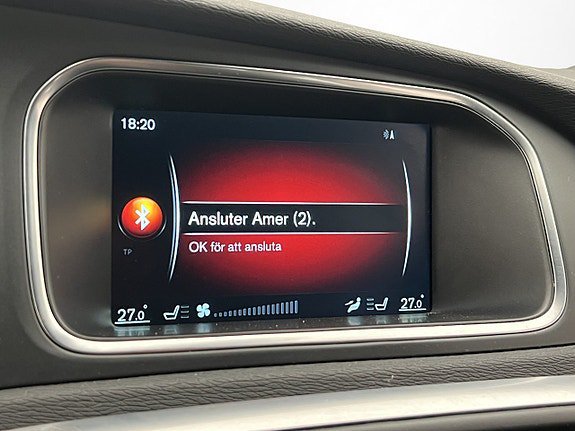 18:20
A
Ansluter Amer (2).
OK för att ansluta
TP
27.0°
27.0°